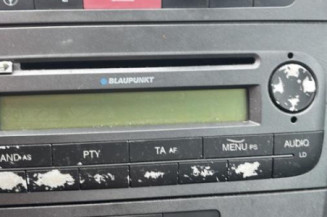 BLAUPUNKT
AND AS PTY TA AF MENU PS AUDIO
LD